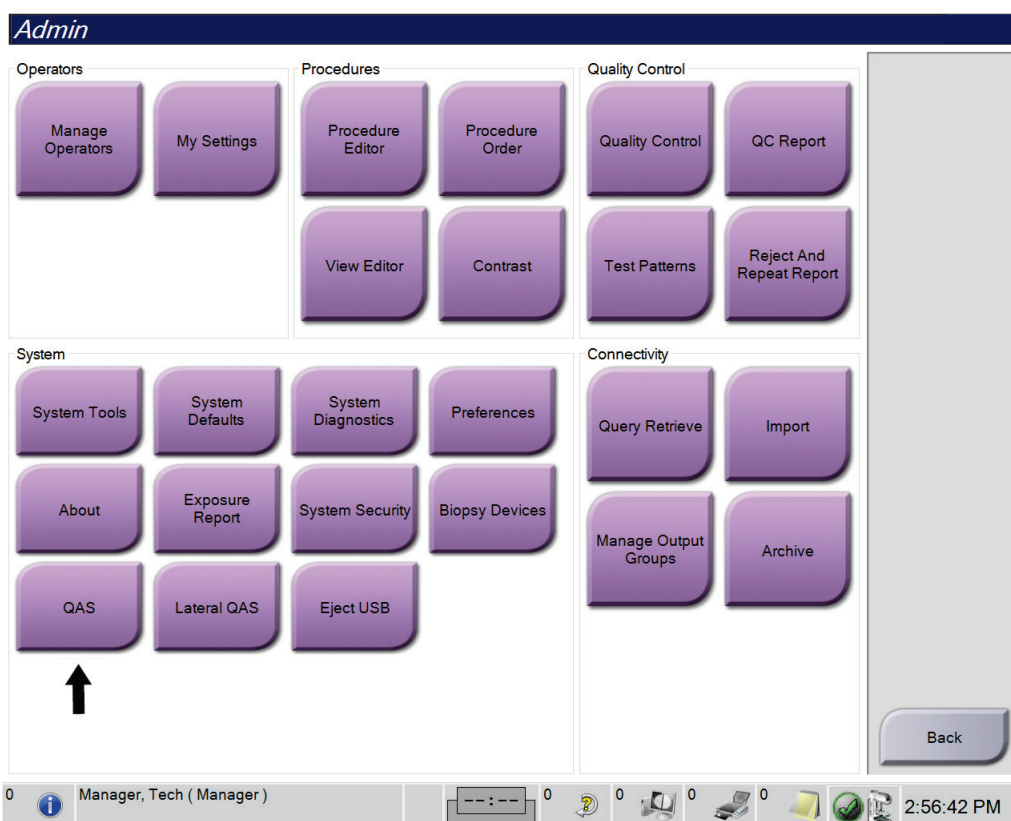 Admin
Operators
Manage
Operators
My Settings
Procedures
Procedure
Editor
Procedure
Order
View Editor
Contrast
Quality Control
Quality Control
QC Report
Test Patterns
Reject And
Repeat Report
System
System Tools
System
Defaults
System
Diagnostics
Preferences
About
Exposure
Report
System Security
Biopsy Devices
QAS
Lateral QAS
Eject USB
Connectivity
Query Retrieve
Import
Manage Output
Groups
Archive
Back
0
Manager, Tech ( Manager )
--:--
0
0
0
0
2:56:42 PM